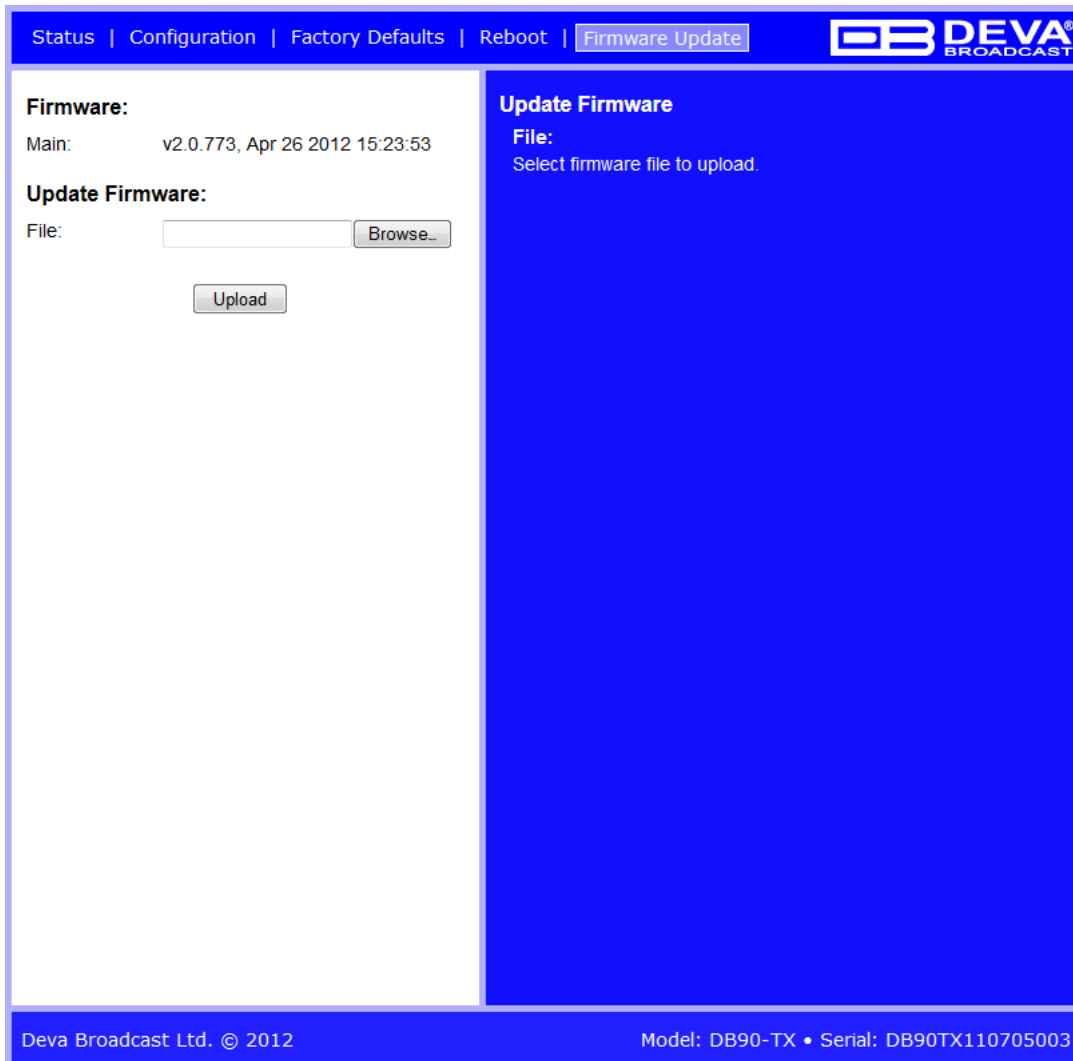 Status | Configuration | Factory Defaults | Reboot | Firmware Update
DEVA®
BROADCAST
Firmware:
Main: v2.0.773, Apr 26 2012 15:23:53
Update Firmware:
File: Browse...
Upload
Update Firmware
File:
Select firmware file to upload.
Deva Broadcast Ltd. © 2012 Model: DB90-TX • Serial: DB90TX110705003